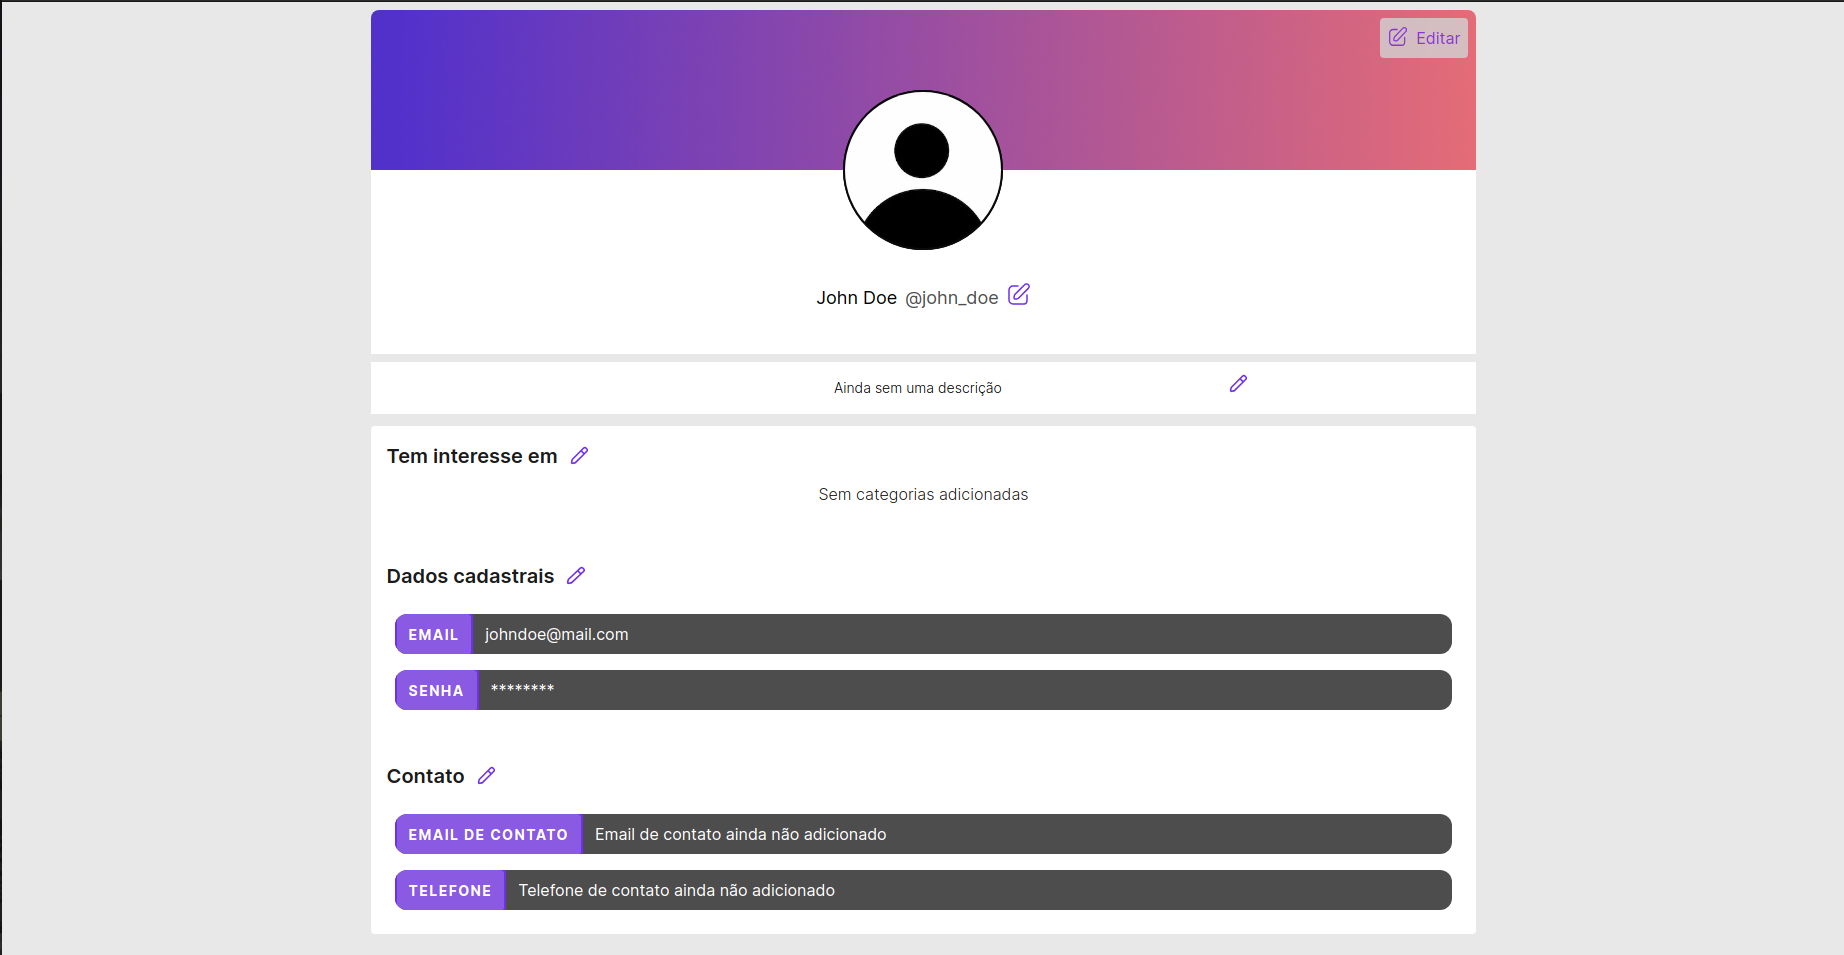 Editar
John Doe @john_doe
Ainda sem uma descrição
Tem interesse em
Sem categorias adicionadas
Dados cadastrais
EMAIL johndoe@mail.com
SENHA ********
Contato
EMAIL DE CONTATO Email de contato ainda não adicionado
TELEFONE Telefone de contato ainda não adicionado